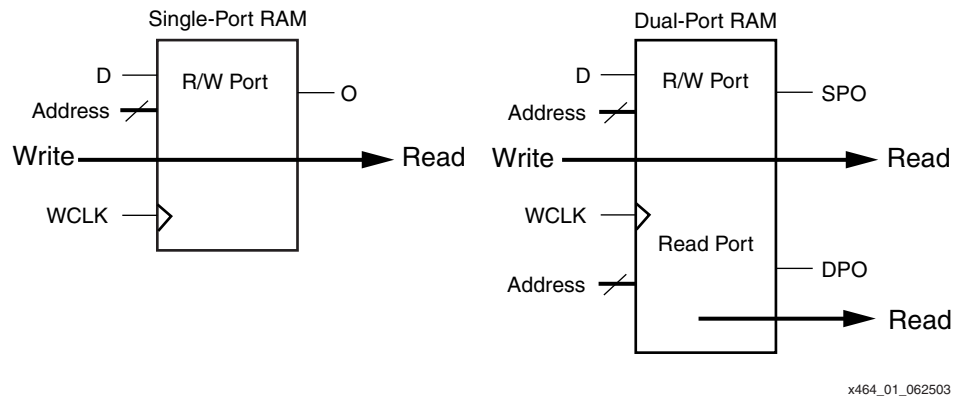 Single-Port RAM
D
R/W Port
O
Address
Write
Read
WCLK
Dual-Port RAM
D
R/W Port
SPO
Address
Write
Read
WCLK
Read Port
DPO
Address
Read
x464_01_062503